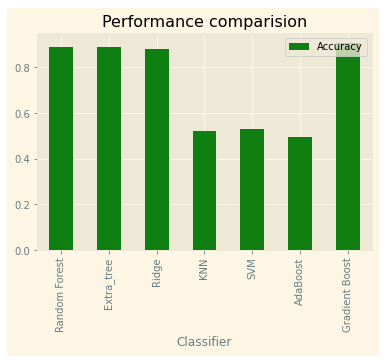 Performance comparision
Accuracy
0.8
0.6
0.4
0.2
0.0
Random Forest
Extra_tree
Ridge
KNN
SVM
AdaBoost
Gradient Boost
Classifier